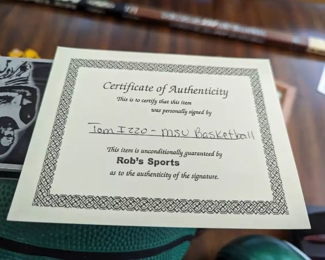 Certificate of Authenticity
This is to certify that this item
was personally signed by
Tom Izzo - MSU Basketball
This item is unconditionally guaranteed by
Rob's Sports
as to the authenticity of the signature.